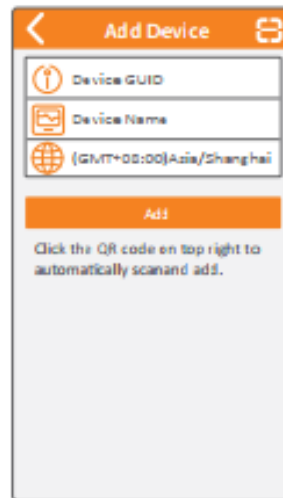 Add Device
Device GUID
Device Name
(GMT+08:00)Asia/Shanghai
Add
Click the QR code on top right to
automatically scanand add.